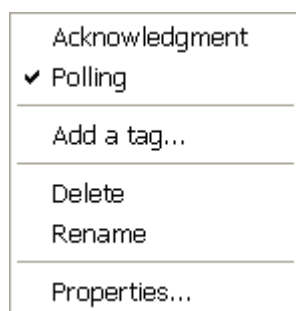 Acknowledgment
Polling
Add a tag...
Delete
Rename
Properties...